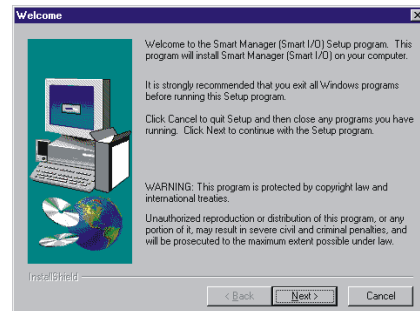 Welcome
Welcome to the Smart Manager (Smart I/O) Setup program. This
program will install Smart Manager (Smart I/O) on your computer.
It is strongly recommended that you exit all Windows programs
before running this Setup program.
Click Cancel to quit Setup and then close any programs you have
running. Click Next to continue with the Setup program.
WARNING: This program is protected by copyright law and
international treaties.
Unauthorized reproduction or distribution of this program, or any
portion of it, may result in severe civil and criminal penalties, and
will be prosecuted to the maximum extent possible under law.
InstallShield
< Back
Next >
Cancel